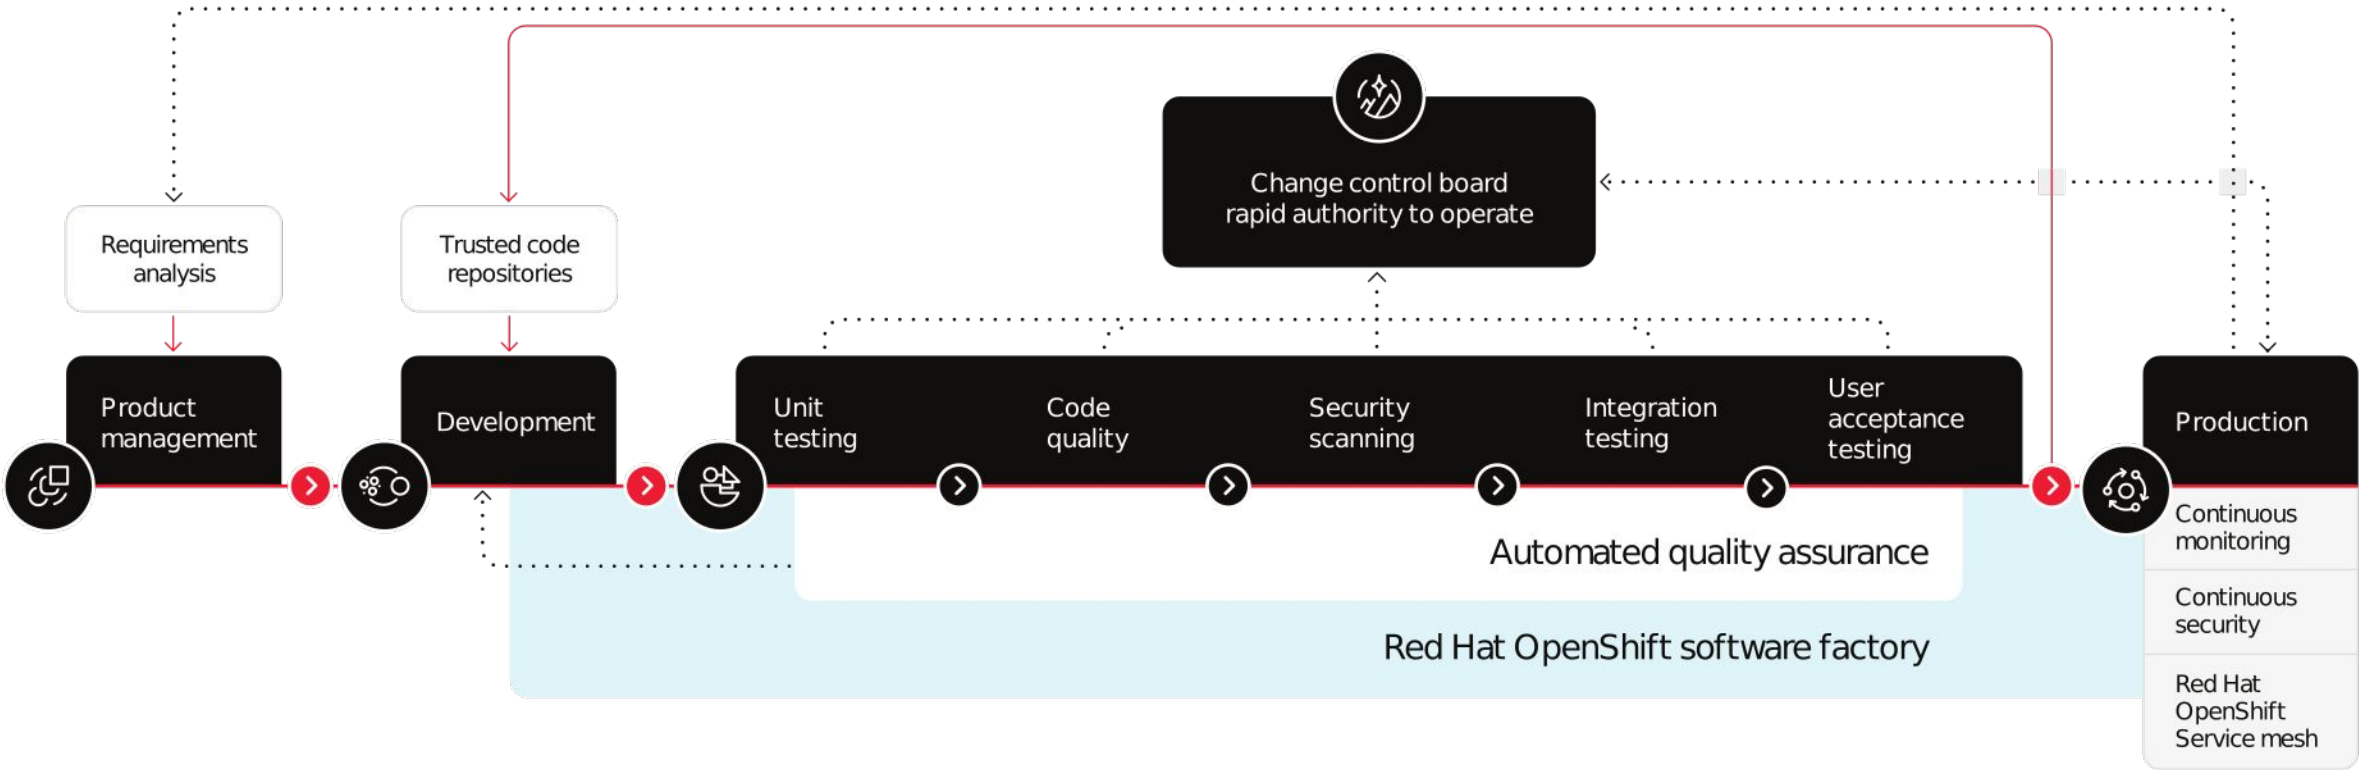 Change control board
rapid authority to operate
Requirements
analysis
Trusted code
repositories
Product
management
Development
Unit
testing
Code
quality
Security
scanning
Integration
testing
User
acceptance
testing
Production
Automated quality assurance
Red Hat OpenShift software factory
Continuous
monitoring
Continuous
security
Red Hat
OpenShift
Service mesh